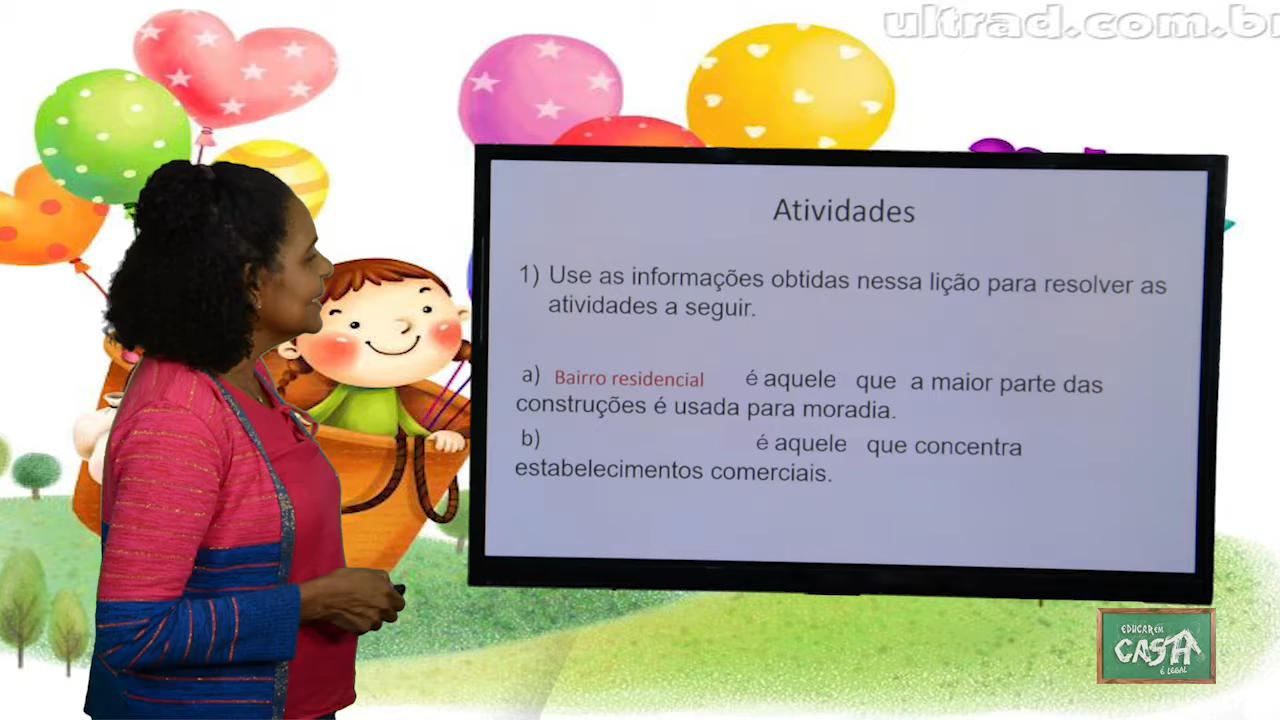 ultrad.com.b
Atividades
1) Use as informações obtidas nessa lição para resolver as
atividades a seguir.
a) Bairro residencial é aquele que a maior parte das
construções é usada para moradia.
b) é aquele que concentra
estabelecimentos comerciais.
EDUCAR EM
CASA
É LEGAL